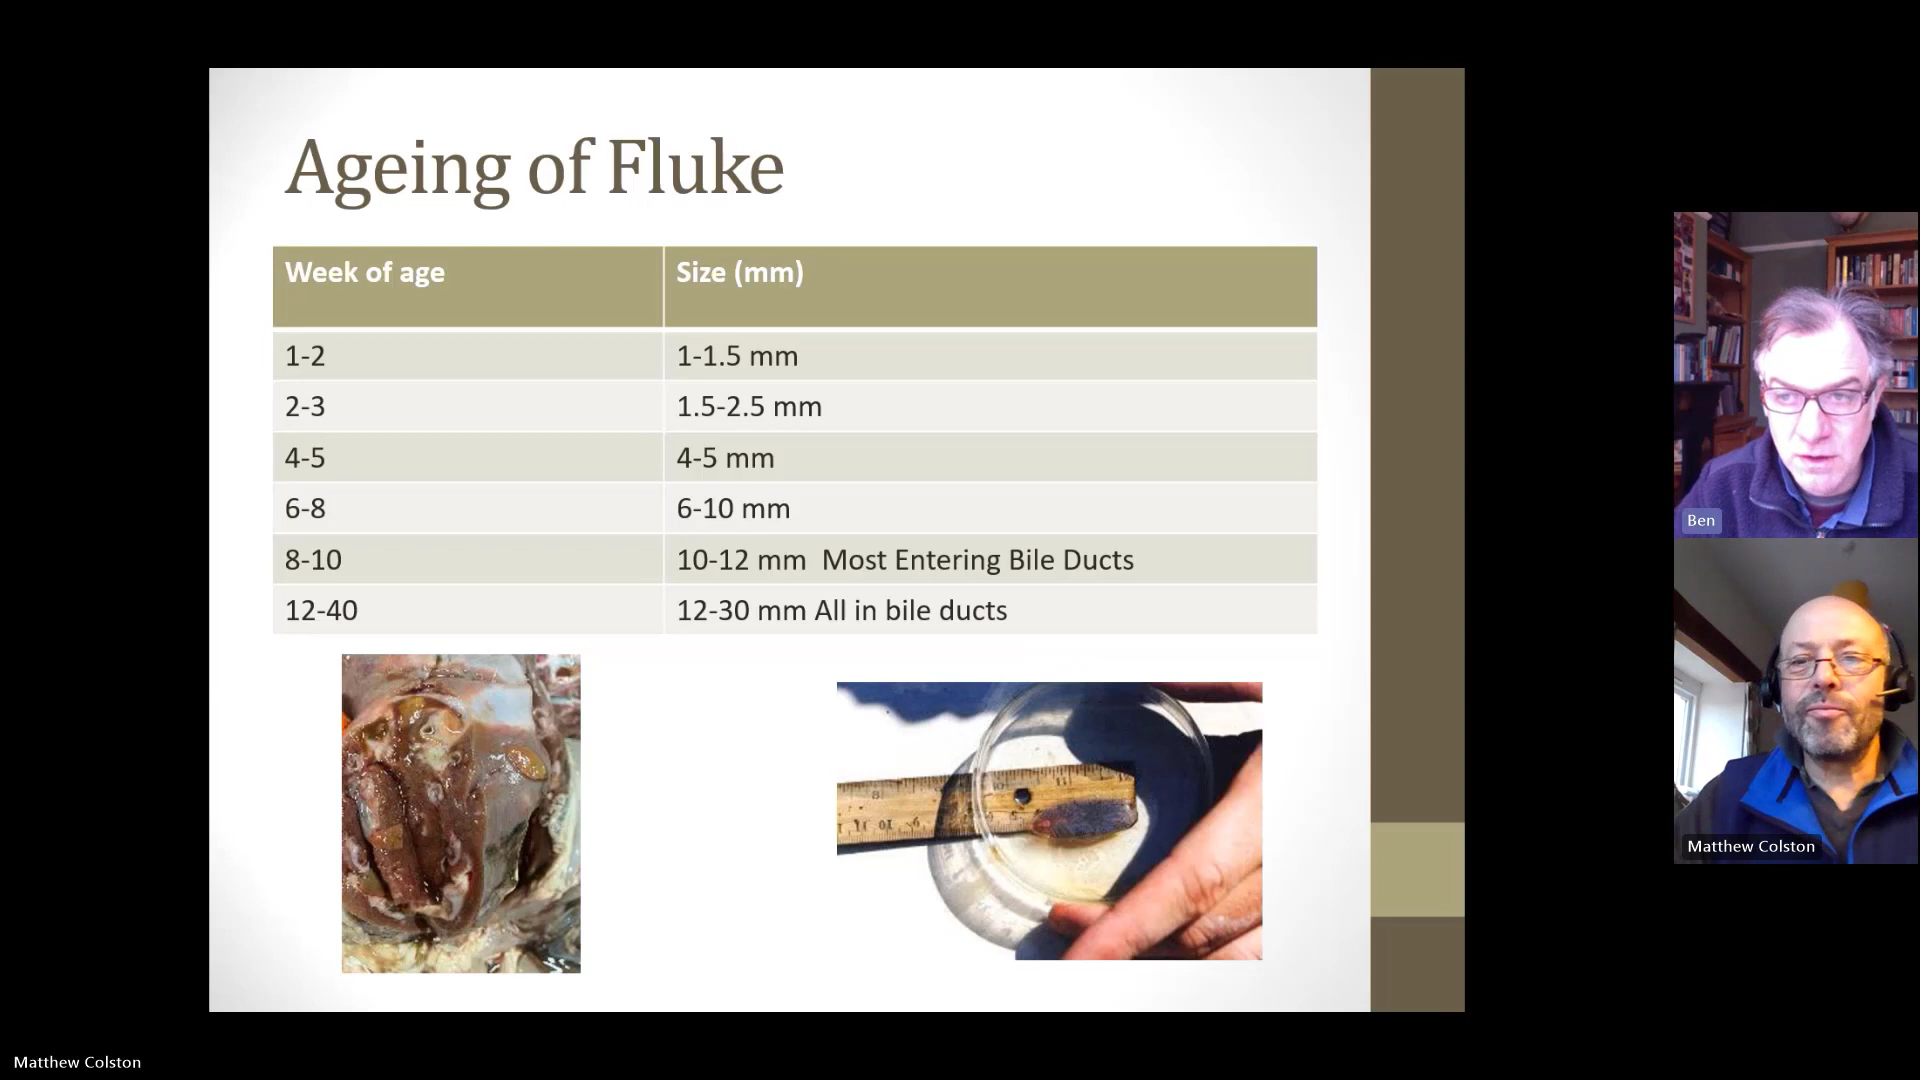 Ageing of Fluke
Week of age Size (mm)
1-2 1-1.5 mm
2-3 1.5-2.5 mm
4-5 4-5 mm
6-8 6-10 mm
8-10 10-12 mm Most Entering Bile Ducts
12-40 12-30 mm All in bile ducts
Ben
Matthew Colston
Matthew Colston